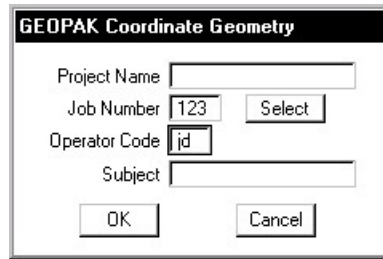 GEOPAK Coordinate Geometry
Project Name
Job Number 123 Select
Operator Code jd
Subject
OK Cancel